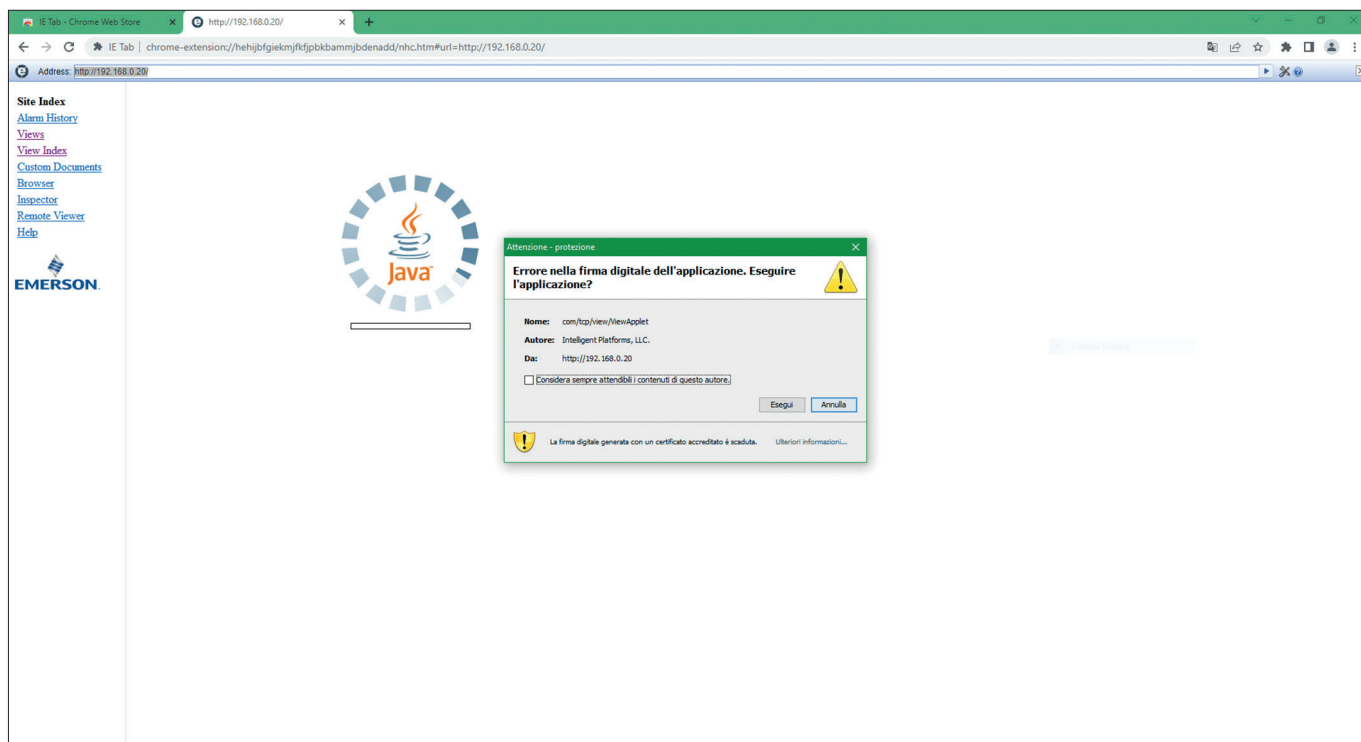 IE Tab - Chrome Web Store
http://192.168.0.20/
IE Tab | chrome-extension://hehijbfgiekmjfkfjpbkbammjbdenadd/nhc.htm#url=http://192.168.0.20/
Address: http://192.168.0.20/
Site Index
Alarm History
Views
View Index
Custom Documents
Browser
Inspector
Remote Viewer
Help
EMERSON.
Java
Attenzione - protezione
Errore nella firma digitale dell'applicazione. Eseguire
l'applicazione?
Nome: com/tcp/view/ViewApplet
Autore: Intelligent Platforms, LLC.
Da: http://192.168.0.20
Considera sempre attendibili i contenuti di questo autore.
Esegui Annulla
La firma digitale generata con un certificato accreditato è scaduta. Ulteriori informazioni...